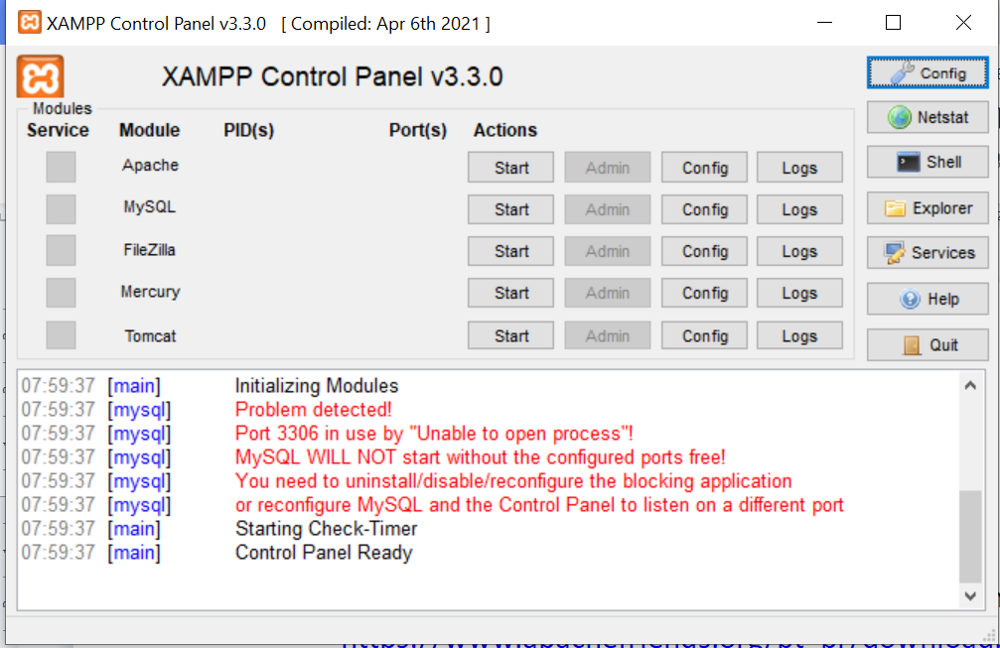 XAMPP Control Panel v3.3.0 [ Compiled: Apr 6th 2021 ]
XAMPP Control Panel v3.3.0
Config
Modules
Service Module PID(s) Port(s) Actions
Netstat
Apache Start Admin Config Logs
Shell
MySQL Start Admin Config Logs
Explorer
FileZilla Start Admin Config Logs
Services
Mercury Start Admin Config Logs
Help
Tomcat Start Admin Config Logs
Quit
07:59:37 [main] Initializing Modules
07:59:37 [mysql] Problem detected!
07:59:37 [mysql] Port 3306 in use by "Unable to open process"!
07:59:37 [mysql] MySQL WILL NOT start without the configured ports free!
07:59:37 [mysql] You need to uninstall/disable/reconfigure the blocking application
07:59:37 [mysql] or reconfigure MySQL and the Control Panel to listen on a different port
07:59:37 [main] Starting Check-Timer
07:59:37 [main] Control Panel Ready